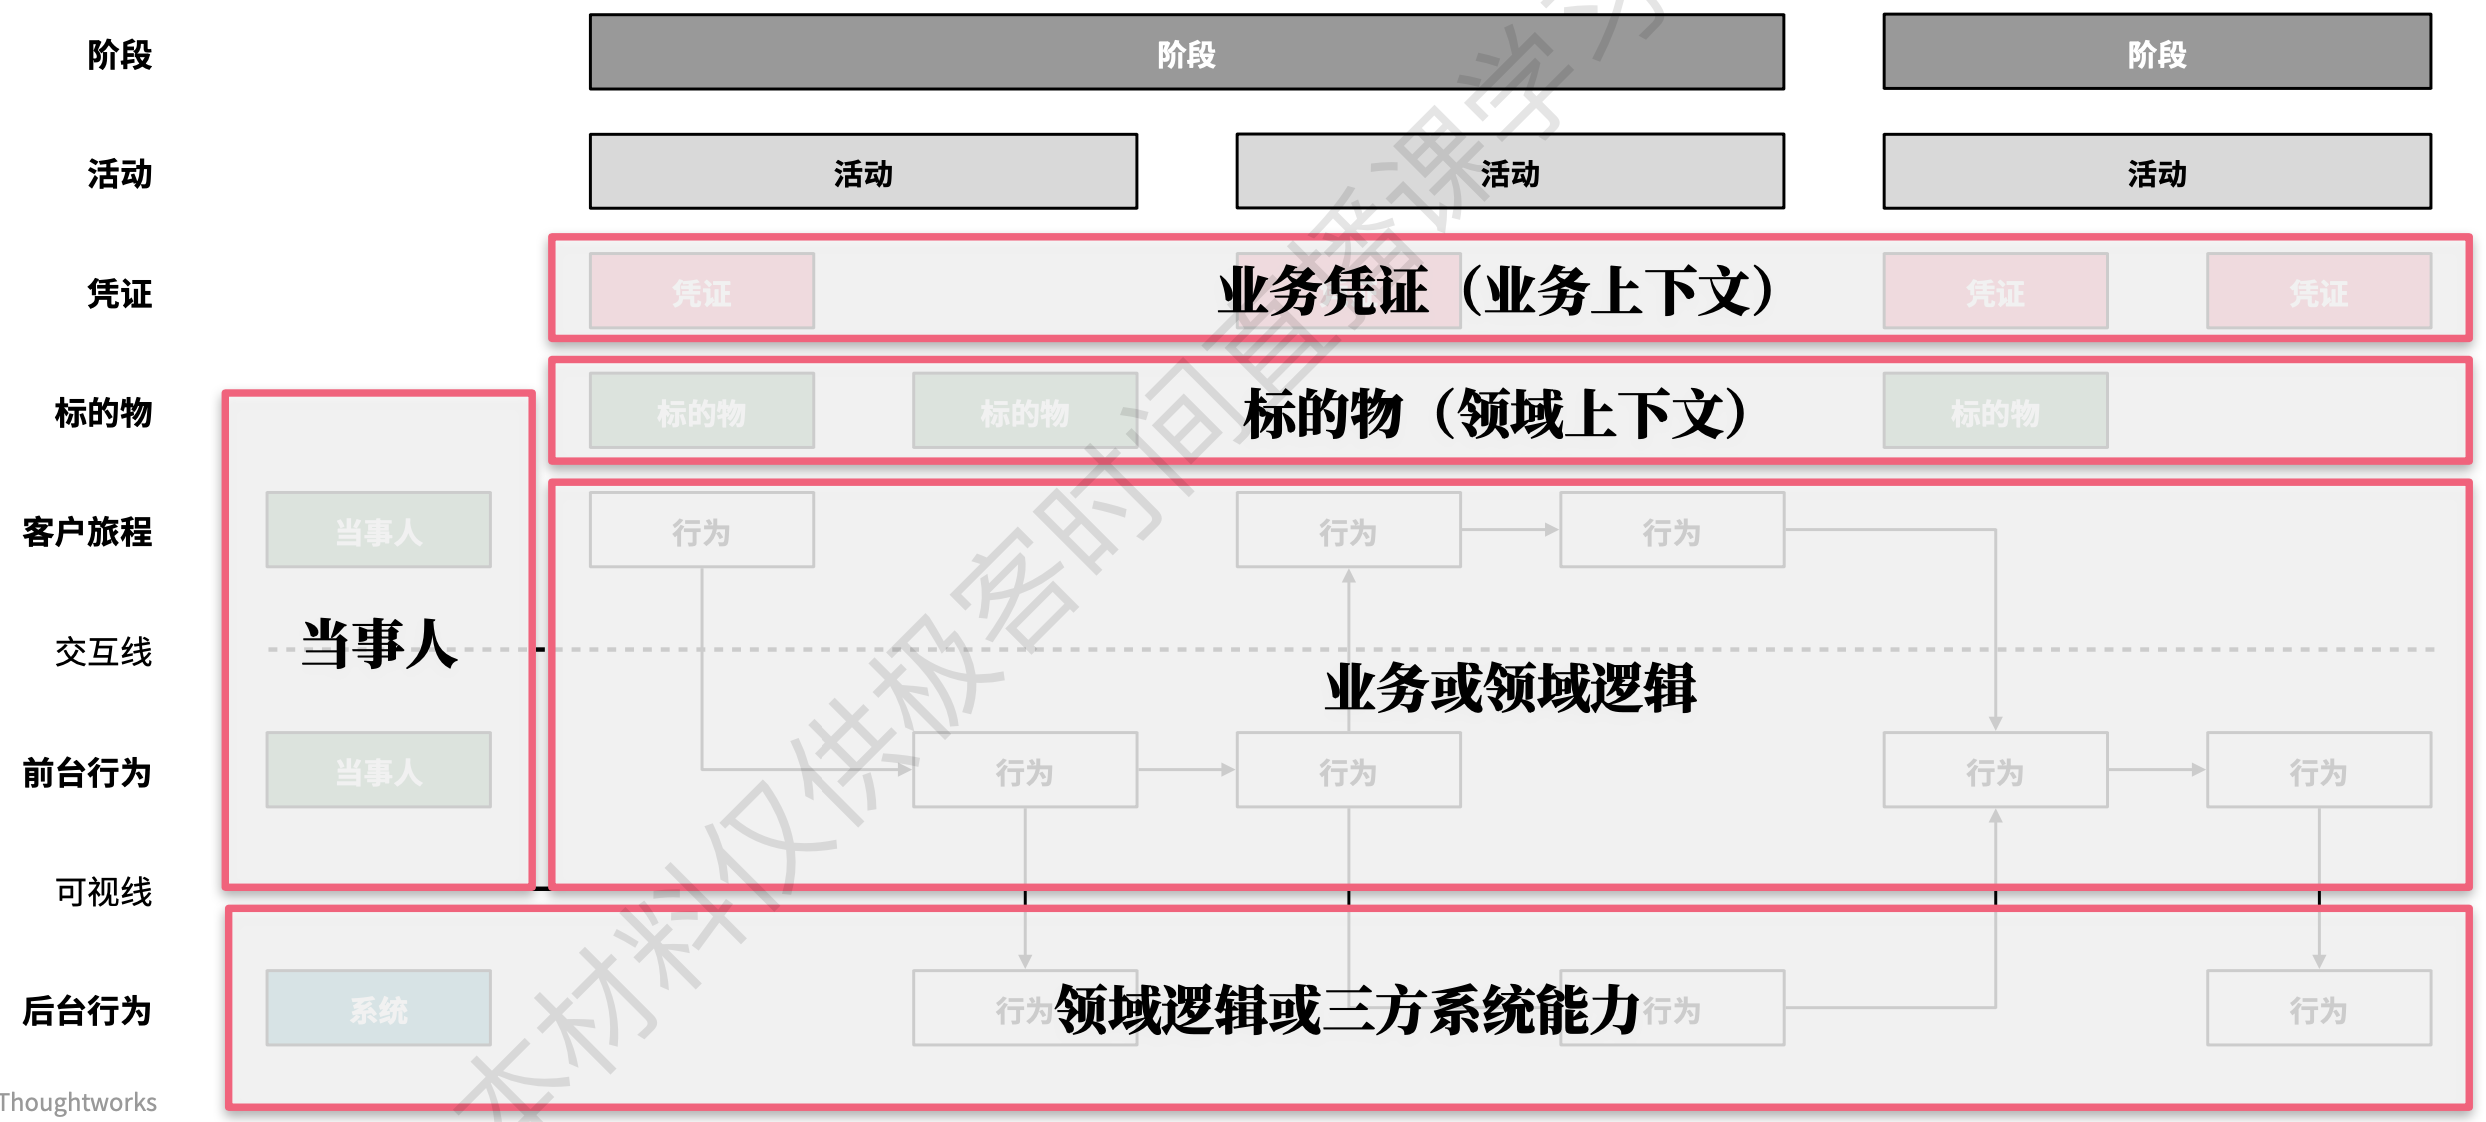 阶段 阶段 阶段
活动 活动 活动 活动
凭证 凭证 业务凭证（业务上下文） 凭证 凭证
标的物 标的物 标的物 标的物（领域上下文） 标的物
客户旅程 当事人 行为 行为 行为
交互线 当事人 业务或领域逻辑
前台行为 当事人 行为 行为 行为 行为
可视线
后台行为 系统 行为 领域逻辑或三方系统能力 行为 行为
Thoughtworks
本材料仅供极客时间直播课学习